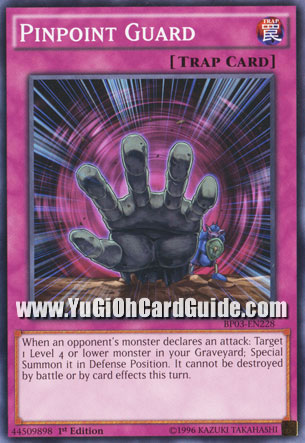 PINPOINT GUARD
TRAP
罠
[TRAP CARD]
www.YuGiOhCardGuide.com
BP03-EN228
When an opponent's monster declares an attack: Target
1 Level 4 or lower monster in your Graveyard; Special
Summon it in Defense Position. It cannot be destroyed
by battle or by card effects this turn.
44509898 1st Edition ©1996 KAZUKI TAKAHASHI